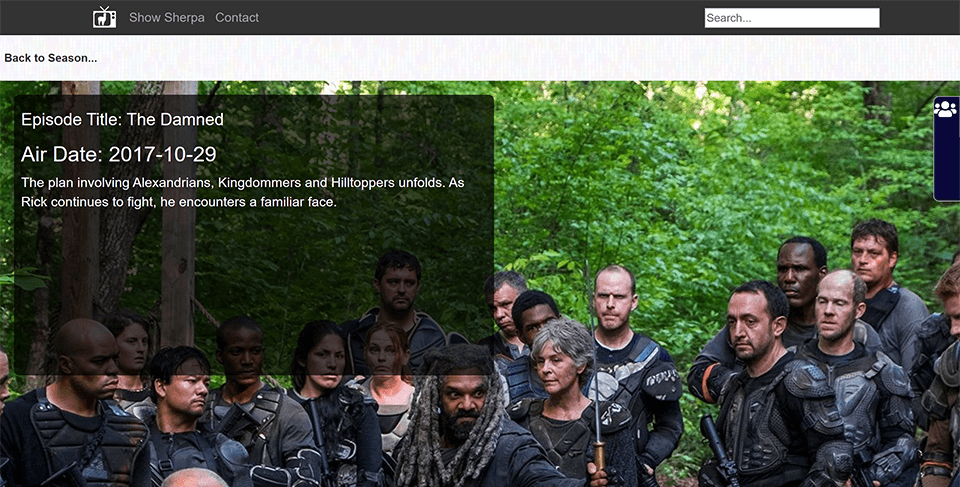 Show Sherpa Contact Search...
Back to Season...
Episode Title: The Damned
Air Date: 2017-10-29
The plan involving Alexandrians, Kingdommers and Hilltoppers unfolds. As
Rick continues to fight, he encounters a familiar face.